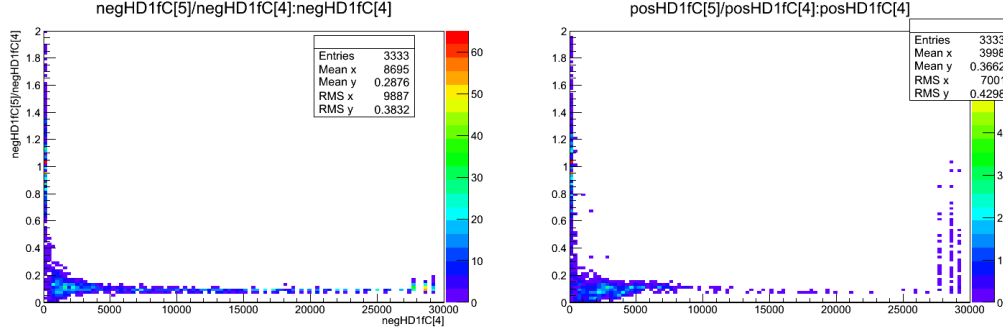 negHD1fC[5]/negHD1fC[4]:negHD1fC[4]
negHD1fC[5]/negHD1fC[4]
2
1.8
1.6
1.4
1.2
1
0.8
0.6
0.4
0.2
0
0 5000 10000 15000 20000 25000 30000
negHD1fC[4]
Entries 3333
Mean x 8695
Mean y 0.2876
RMS x 9887
RMS y 0.3832
60
50
40
30
20
10
0
posHD1fC[5]/posHD1fC[4]:posHD1fC[4]
2
1.8
1.6
1.4
1.2
1
0.8
0.6
0.4
0.2
0
0 5000 10000 15000 20000 25000 30000
Entries 3333
Mean x 3998
Mean y 0.3662
RMS x 7001
RMS y 0.4298